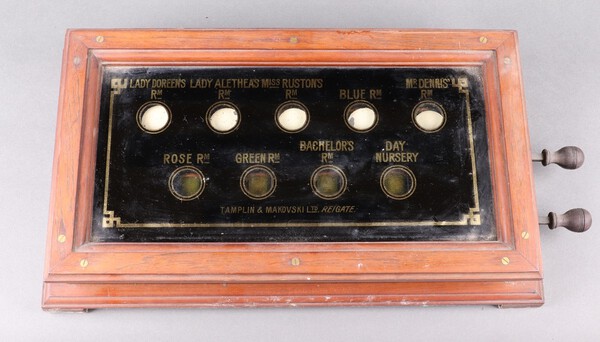 LADY DOREEN'S RM
LADY ALETHEA'S RM
MISS RUSTON'S RM
BLUE RM
MR DENNIS' RM
ROSE RM
GREEN RM
BACHELOR'S RM
DAY NURSERY
TAMPLIN & MAKOVSKI LTD. REIGATE.